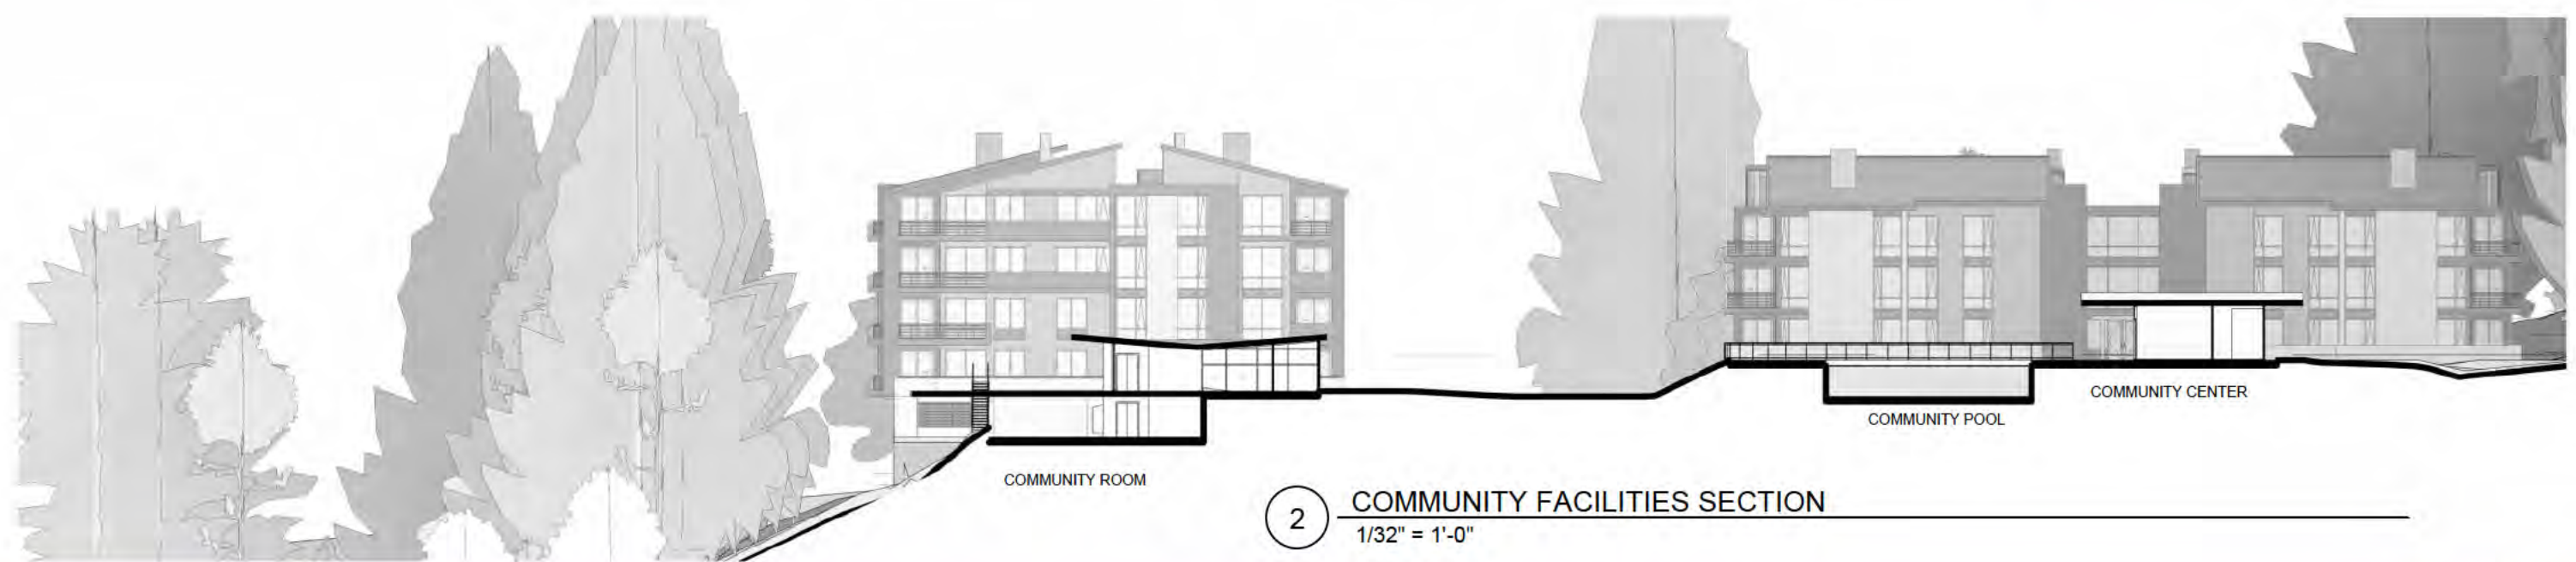 COMMUNITY ROOM
COMMUNITY POOL
COMMUNITY CENTER
2
COMMUNITY FACILITIES SECTION
1/32" = 1'-0"